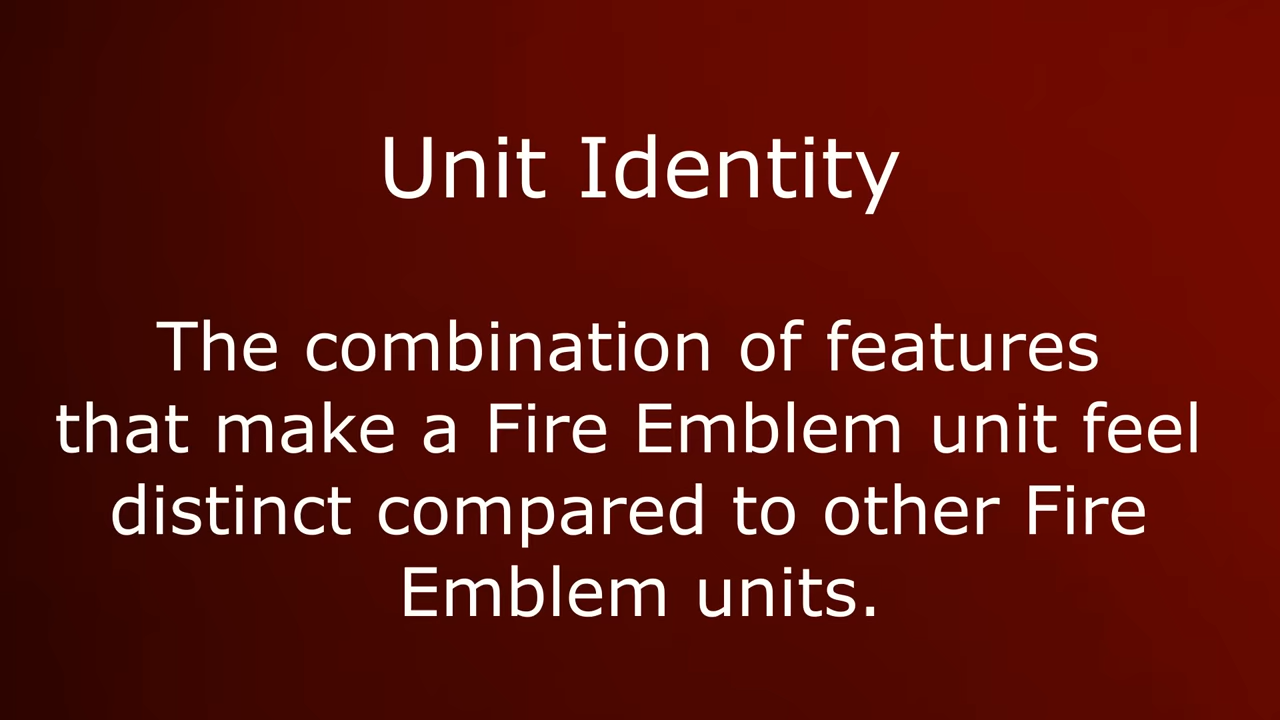 Unit Identity
The combination of features
that make a Fire Emblem unit feel
distinct compared to other Fire
Emblem units.